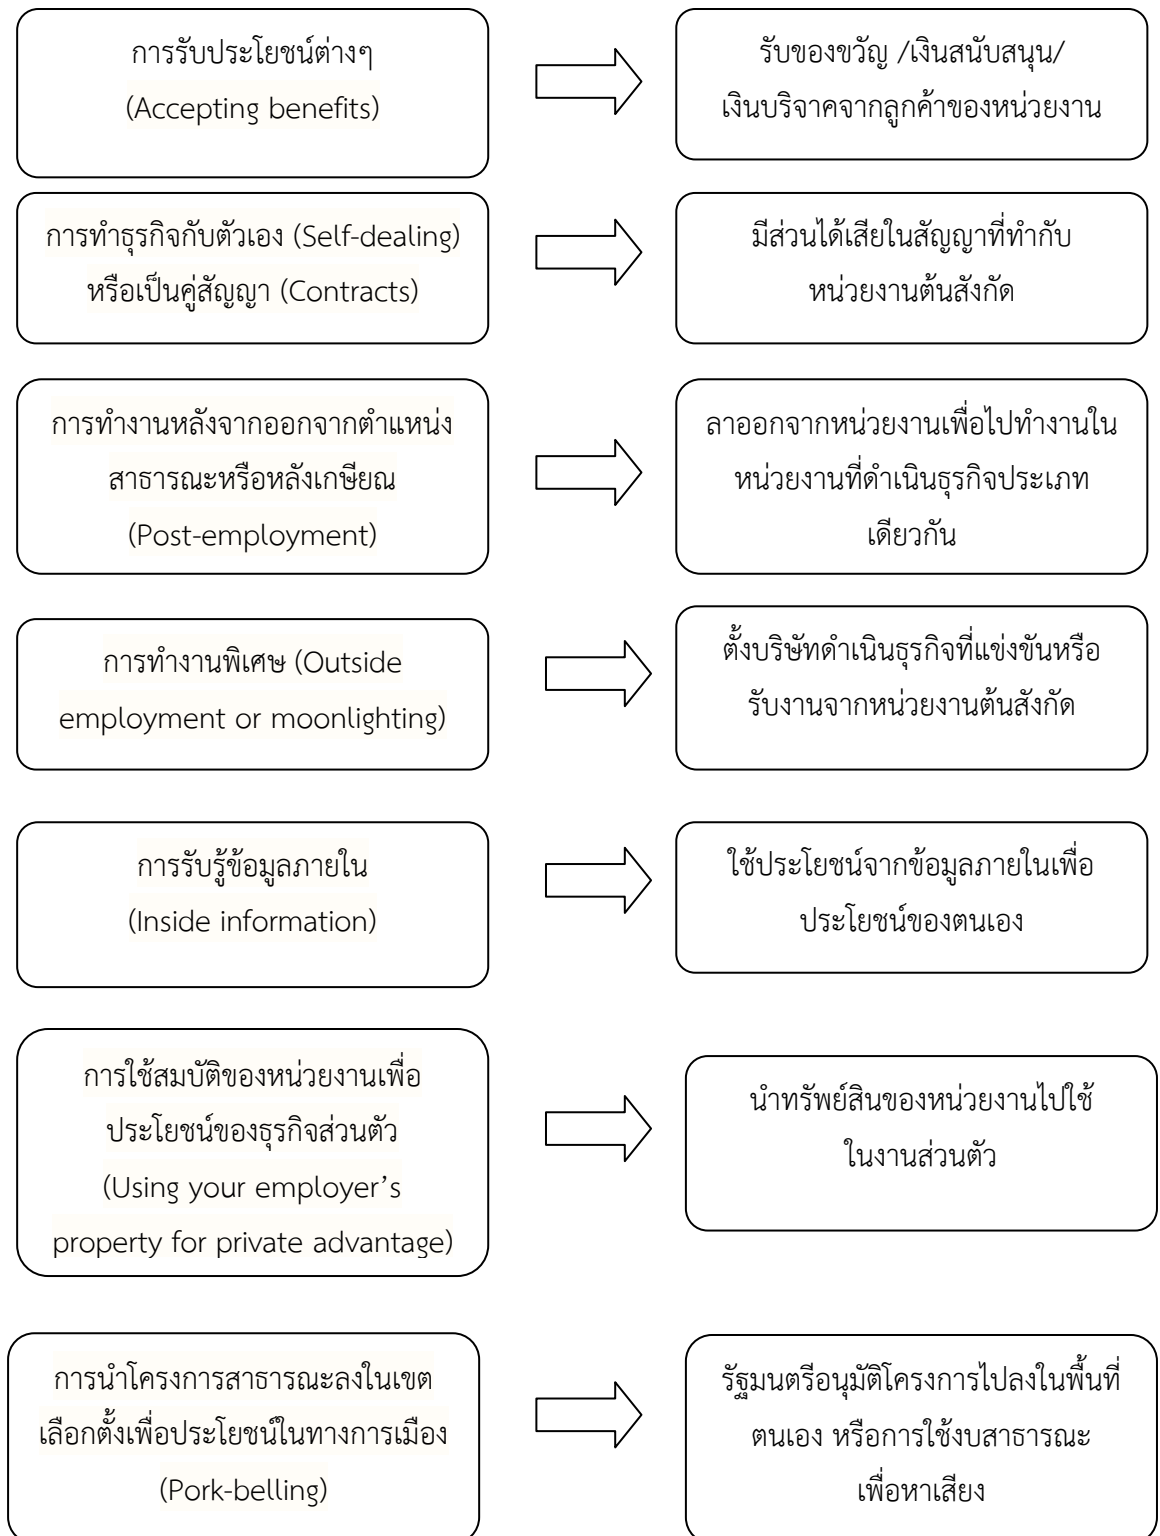 การรับประโยชน์ต่างๆ
(Accepting benefits)
รับของขวัญ /เงินสนับสนุน/
เงินบริจาคจากลูกค้าของหน่วยงาน
การทำธุรกิจกับตัวเอง (Self-dealing)
หรือเป็นคู่สัญญา (Contracts)
มีส่วนได้เสียในสัญญาที่ทำกับ
หน่วยงานต้นสังกัด
การทำงานหลังจากออกจากตำแหน่ง
สาธารณะหรือหลังเกษียณ
(Post-employment)
ลาออกจากหน่วยงานเพื่อไปทำงานใน
หน่วยงานที่ดำเนินธุรกิจประเภท
เดียวกัน
การทำงานพิเศษ (Outside
employment or moonlighting)
ตั้งบริษัทดำเนินธุรกิจที่แข่งขันหรือ
รับงานจากหน่วยงานต้นสังกัด
การรับรู้ข้อมูลภายใน
(Inside information)
ใช้ประโยชน์จากข้อมูลภายในเพื่อ
ประโยชน์ของตนเอง
การใช้สมบัติของหน่วยงานเพื่อ
ประโยชน์ของธุรกิจส่วนตัว
(Using your employer’s
property for private advantage)
นำทรัพย์สินของหน่วยงานไปใช้
ในงานส่วนตัว
การนำโครงการสาธารณะลงในเขต
เลือกตั้งเพื่อประโยชน์ในทางการเมือง
(Pork-belling)
รัฐมนตรีอนุมัติโครงการไปลงในพื้นที่
ตนเอง หรือการใช้งบสาธารณะ
เพื่อหาเสียง